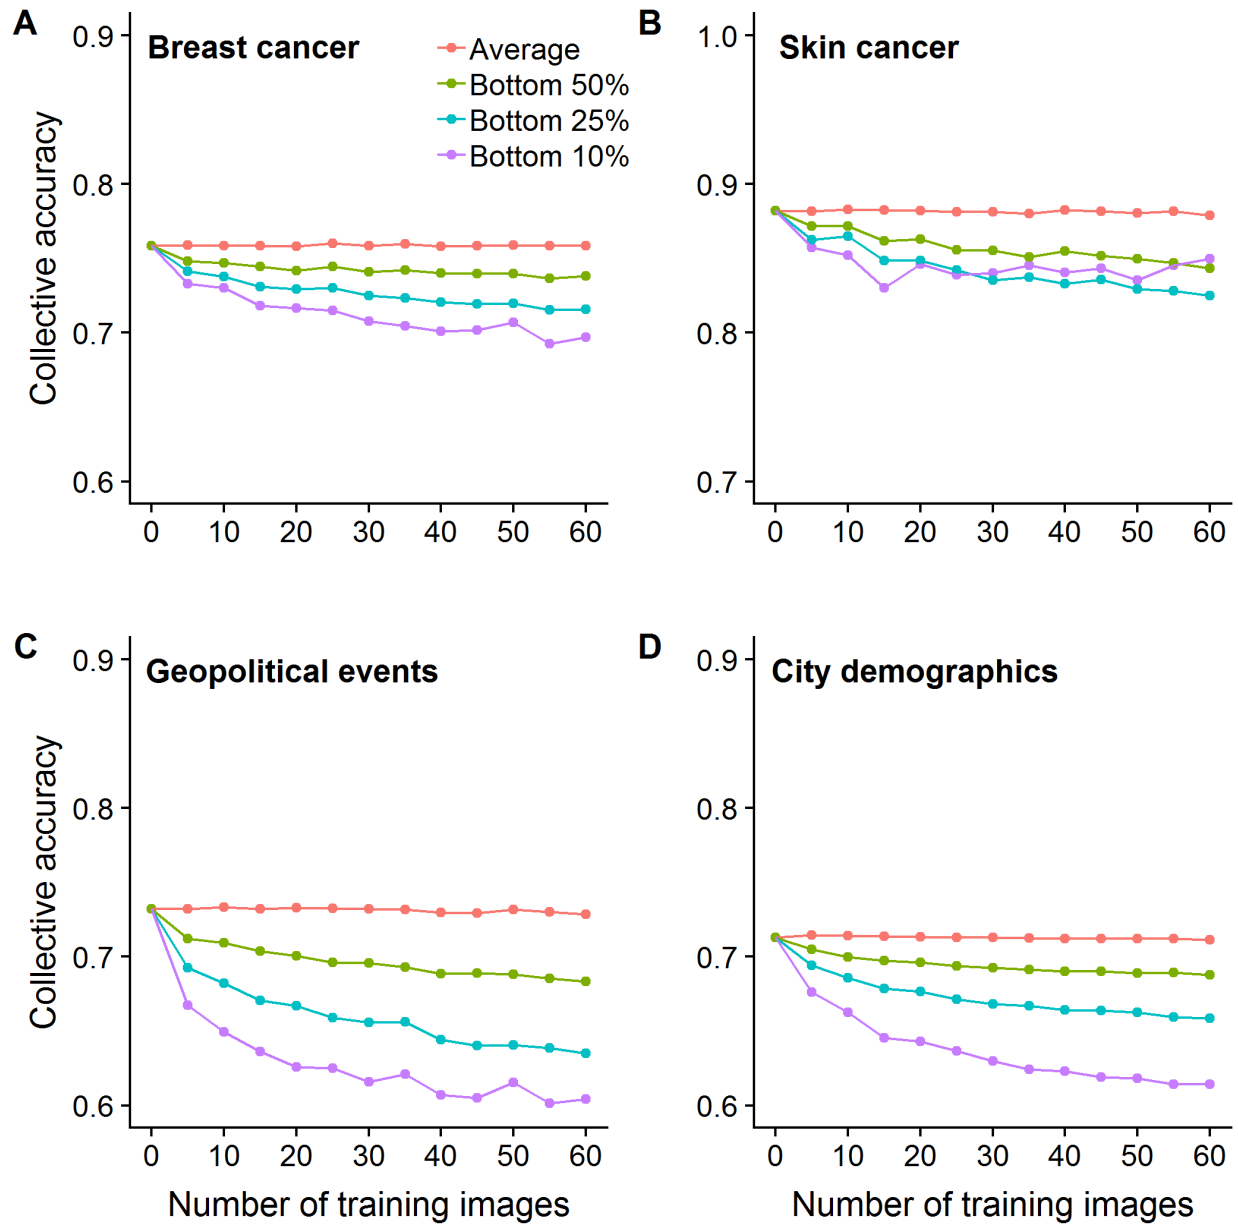 A
Breast cancer
Average
Bottom 50%
Bottom 25%
Bottom 10%
Collective accuracy
0.9
0.8
0.7
0.6
0 10 20 30 40 50 60
B
Skin cancer
1.0
0.9
0.8
0.7
0 10 20 30 40 50 60
C
Geopolitical events
Collective accuracy
0.9
0.8
0.7
0.6
0 10 20 30 40 50 60
Number of training images
D
City demographics
0.9
0.8
0.7
0.6
0 10 20 30 40 50 60
Number of training images